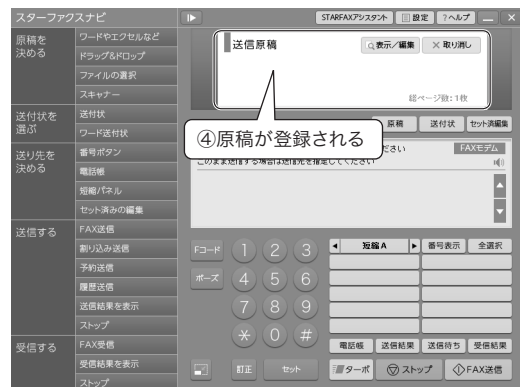 スターファクスナビ
STARFAXアシスタント
設定
?ヘルプ
原稿を
決める
ワードやエクセルなど
ドラッグ&ドロップ
ファイルの選択
スキャナー
送付状を
選ぶ
送付状
ワード送付状
送り先を
決める
番号ボタン
電話帳
短縮パネル
セット済みの編集
送信する
FAX送信
割り込み送信
予約送信
履歴送信
送信結果を表示
ストップ
受信する
FAX受信
受信結果を表示
ストップ
送信原稿
表示/編集
×取り消し
総ページ数:1枚
④原稿が登録される
原稿
送付状
セット済編集
ださい
FAXモデム
このまま送信する場合は送信先を指定してください
Fコード
1
2
3
ポーズ
4
5
6
7
8
9
*
0
#
訂正
セット
短縮A
番号表示
全選択
電話帳
送信結果
送信待ち
受信結果
ターボ
ストップ
FAX送信